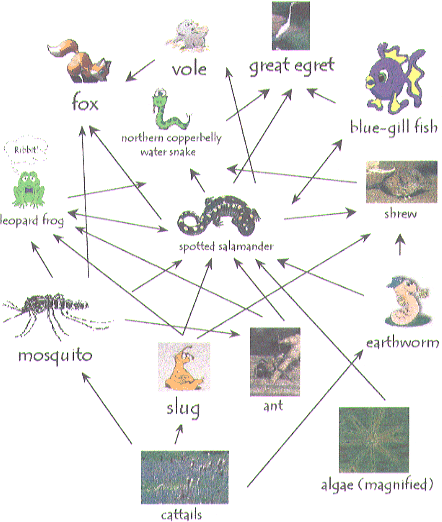 vole
great egret
fox
northern copperbelly
water snake
blue-gill fish
Ribbit!
leopard frog
shrew
spotted salamander
mosquito
earthworm
slug
ant
algae (magnified)
cattails